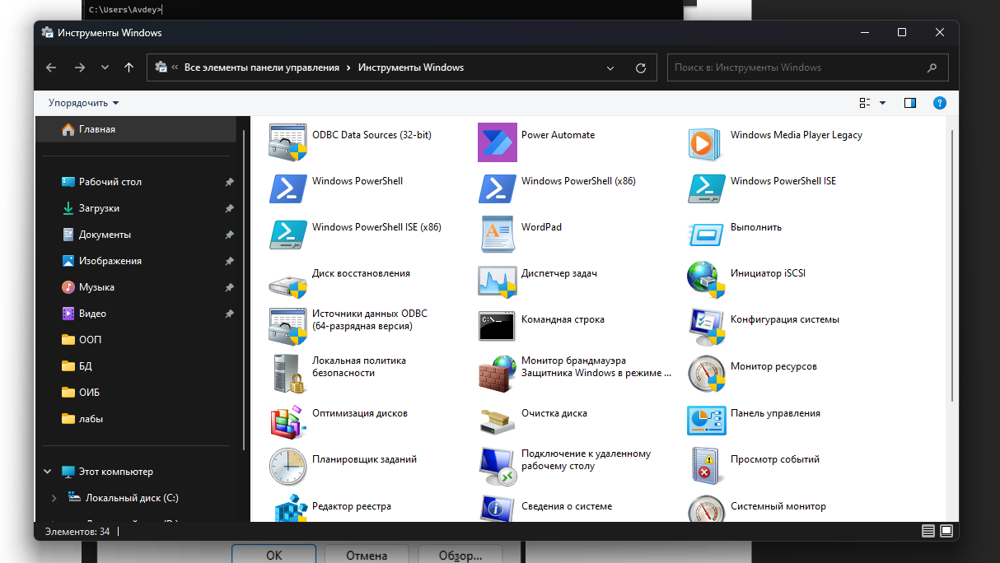 C:\Users\Avdey>
Инструменты Windows
Все элементы панели управления
Инструменты Windows
Поиск в: Инструменты Windows
Упорядочить
Главная
Рабочий стол
Загрузки
Документы
Изображения
Музыка
Видео
ООП
БД
ОИБ
лабы
Этот компьютер
Локальный диск (C:)
ODBC Data Sources (32-bit)
Power Automate
Windows Media Player Legacy
Windows PowerShell
Windows PowerShell (x86)
Windows PowerShell ISE
Windows PowerShell ISE (x86)
WordPad
Выполнить
Диск восстановления
Диспетчер задач
Инициатор iSCSI
Источники данных ODBC
(64-разрядная версия)
Командная строка
Конфигурация системы
Локальная политика
безопасности
Монитор брандмауэра
Защитника Windows в режиме ...
Монитор ресурсов
Оптимизация дисков
Очистка диска
Панель управления
Планировщик заданий
Подключение к удаленному
рабочему столу
Просмотр событий
Редактор реестра
Сведения о системе
Системный монитор
Элементов: 34
ОК
Отмена
Обзор...